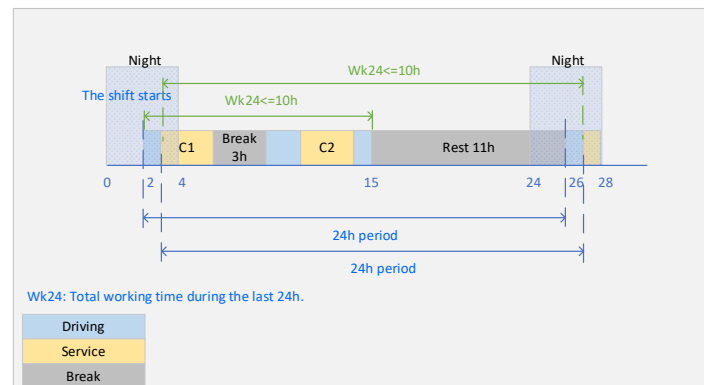 Night
Night
Wk24<=10h
The shift starts
Wk24<=10h
C1
Break
3h
C2
Rest 11h
0
2
4
15
24
26
28
24h period
24h period
Wk24: Total working time during the last 24h.
Driving
Service
Break